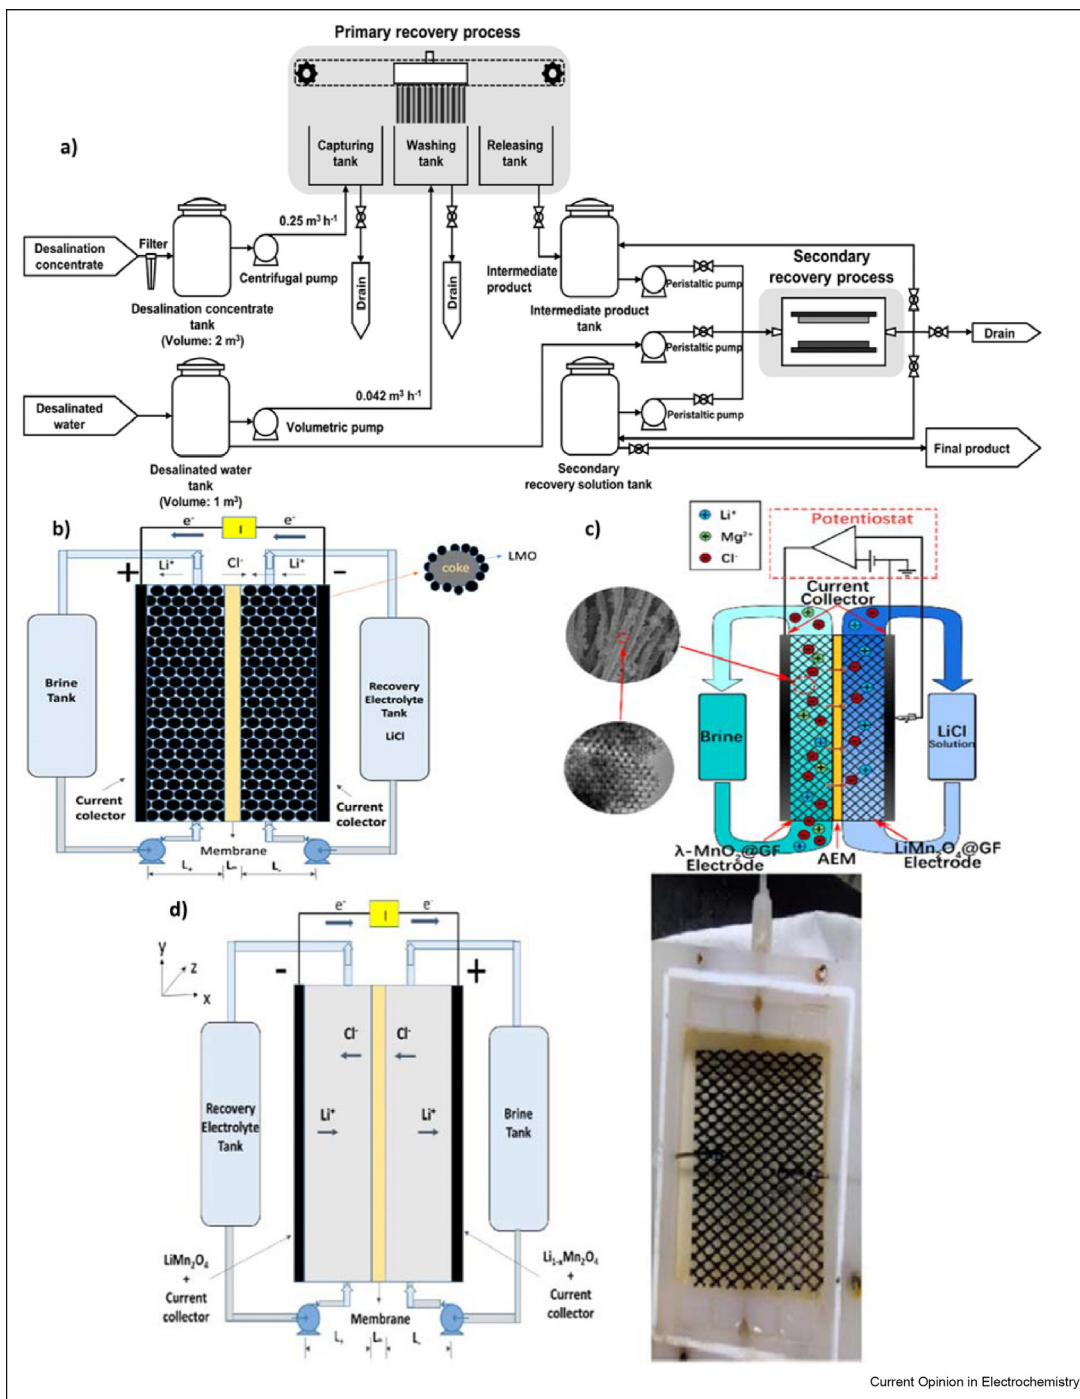 Primary recovery process
a)
Capturing
tank
Washing
tank
Releasing
tank
0.25 m³ h⁻¹
Desalination
concentrate
Filter
Centrifugal pump
Drain
Drain
Intermediate
product
Peristaltic pump
Secondary
recovery process
Desalination concentrate
tank
(Volume: 2 m³)
Intermediate product
tank
Peristaltic pump
Drain
Desalinated
water
0.042 m³ h⁻¹
Volumetric pump
Peristaltic pump
Final product
Desalinated water
tank
(Volume: 1 m³)
Secondary
recovery solution tank
b)
e⁻
I
e⁻
+
Li⁺
Cl⁻
Li⁺
-
coke
LMO
Brine
Tank
Recovery
Electrolyte
Tank
LiCl
Current
colector
Current
colector
Membrane
L₊
Lₘ
L₋
c)
Li⁺
Mg²⁺
Cl⁻
Potentiostat
Current
Collector
Brine
LiCl
Solution
λ-MnO₂@GF
Electrode
AEM
LiMn₂O₄@GF
Electrode
d)
e⁻
I
e⁻
y
z
x
-
+
Cl⁻
Li⁺
Li⁺
Recovery
Electrolyte
Tank
Brine
Tank
LiMn₂O₄
+
Current
collector
Li₁₋ₓMn₂O₄
+
Current
collector
Membrane
L₊
Lₘ
L₋
Current Opinion in Electrochemistry